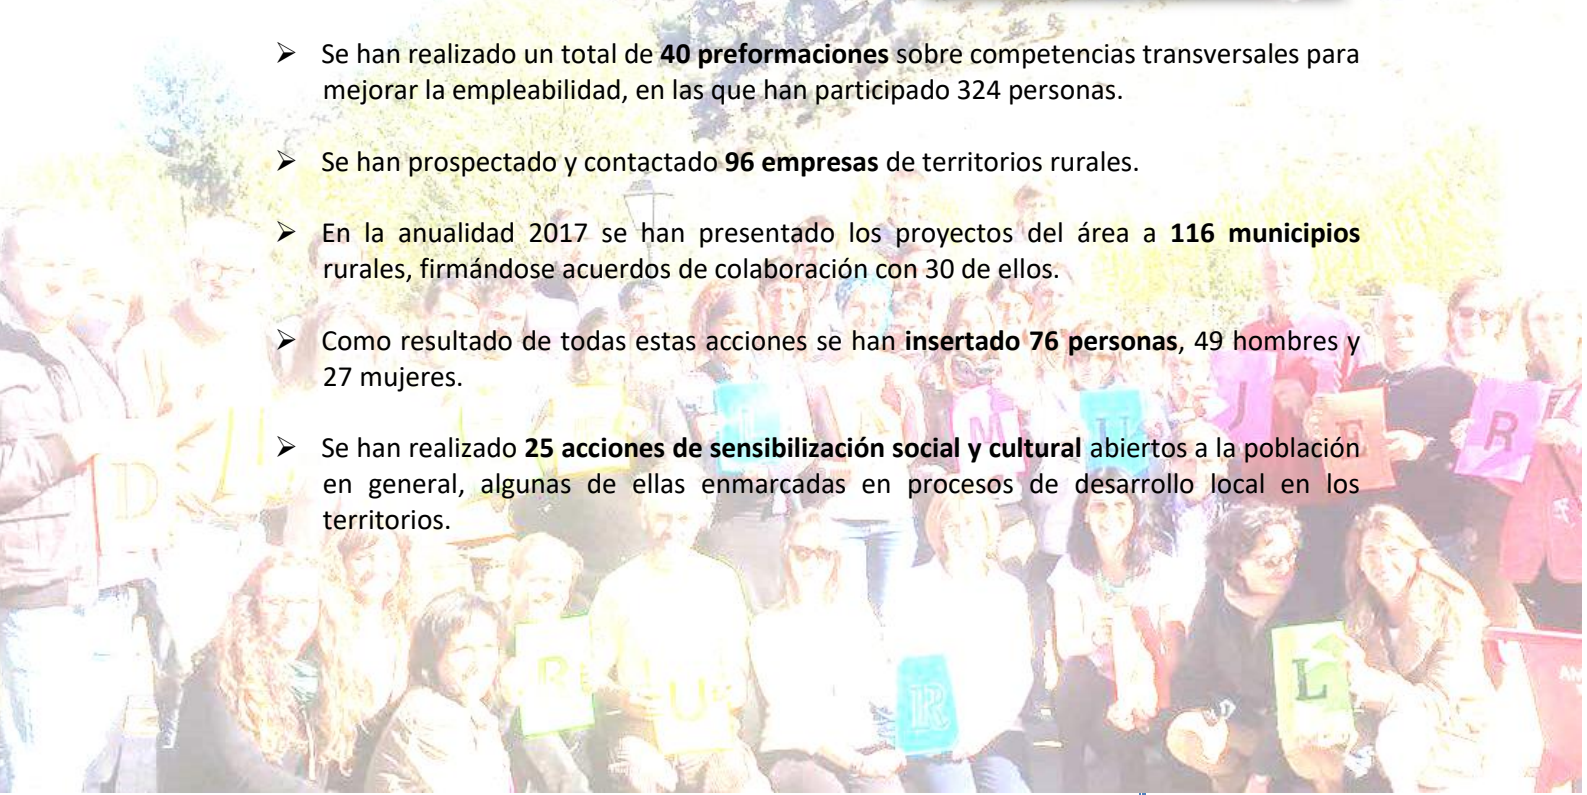 ➢ Se han realizado un total de 40 preformaciones sobre competencias transversales para
mejorar la empleabilidad, en las que han participado 324 personas.
➢ Se han prospectado y contactado 96 empresas de territorios rurales.
➢ En la anualidad 2017 se han presentado los proyectos del área a 116 municipios
rurales, firmándose acuerdos de colaboración con 30 de ellos.
➢ Como resultado de todas estas acciones se han insertado 76 personas, 49 hombres y
27 mujeres.
➢ Se han realizado 25 acciones de sensibilización social y cultural abiertos a la población
en general, algunas de ellas enmarcadas en procesos de desarrollo local en los
territorios.
D Í A M U J E R
R U R L